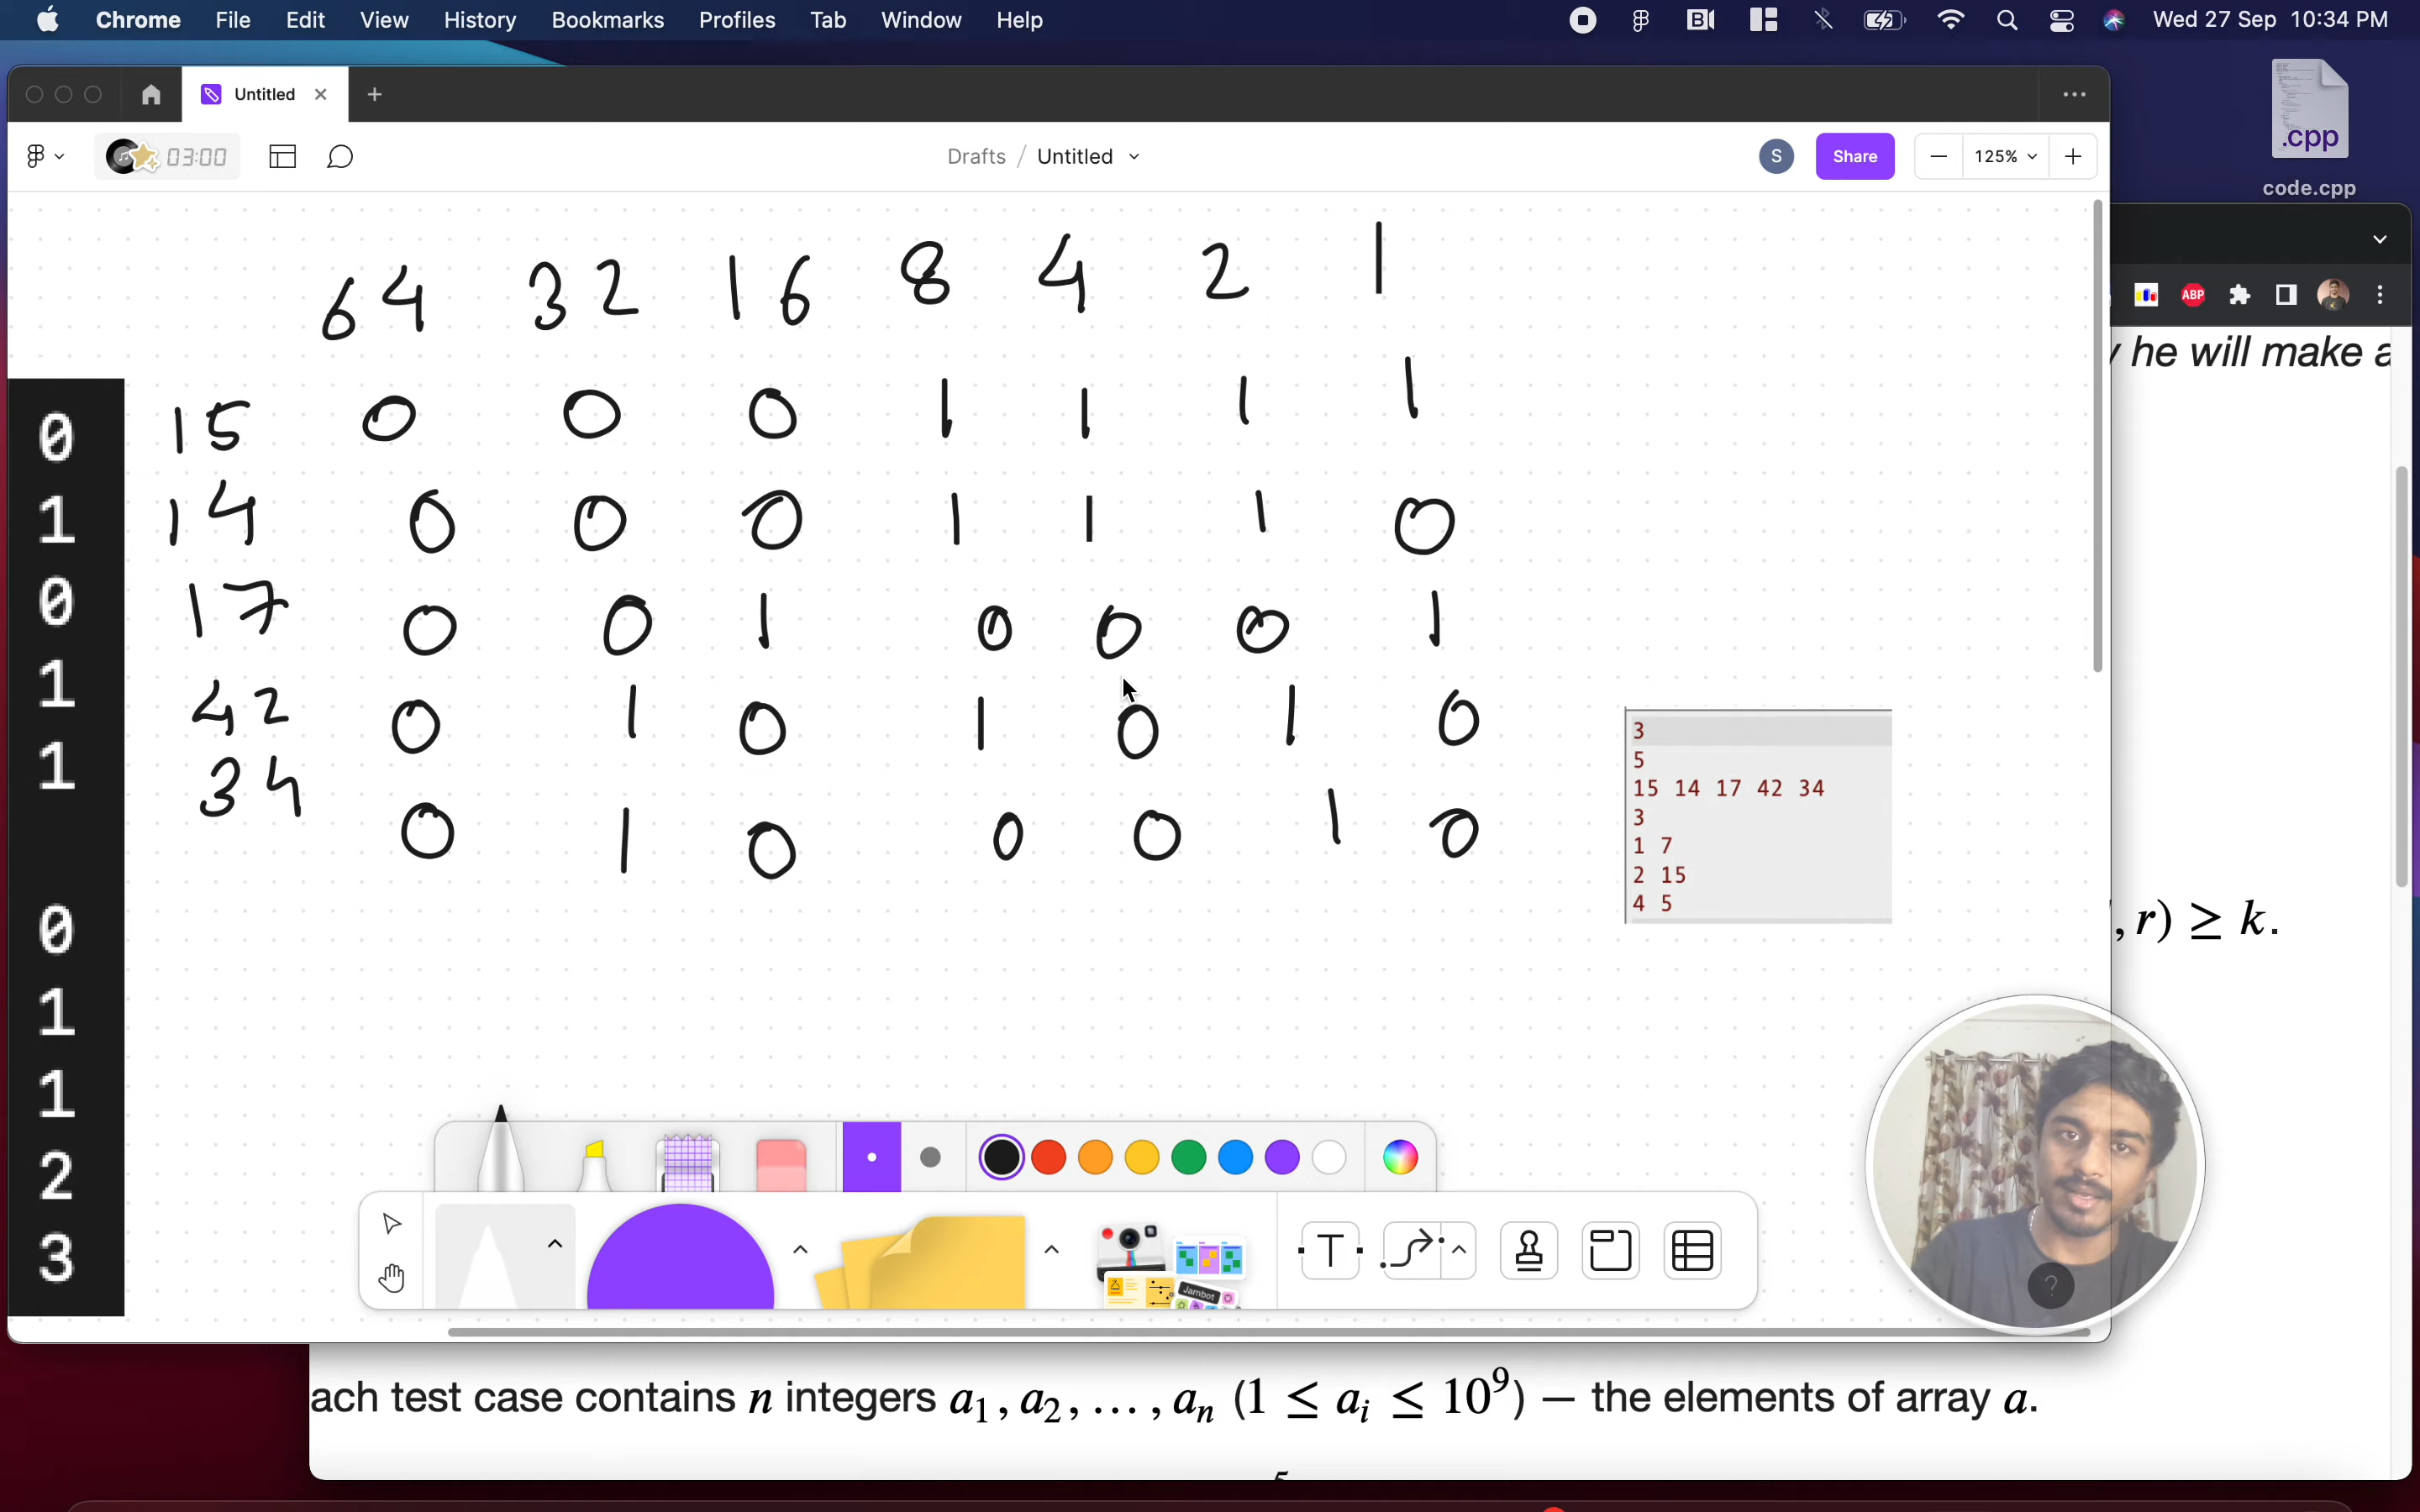 Chrome File Edit View History Bookmarks Profiles Tab Window Help Wed 27 Sep 10:34 PM
Untitled
03:00 Drafts / Untitled S Share 125%
.cpp
code.cpp
ABP
64 32 16 8 4 2 1
he will make a
0 15 0 0 0 1 1 1 1
1 14 0 0 0 1 1 1 0
0 17 0 0 1 0 0 0 1
1 42 0 1 0 1 0 1 0
1 34 0 1 0 0 0 1 0
3
5
15 14 17 42 34
3
1 7
2 15
4 5
0
, r) ≥ k.
1
1
2
3
T
Jambot
?
ach test case contains n integers a₁, a₂, …, aₙ (1 ≤ aᵢ ≤ 10⁹) — the elements of array a.